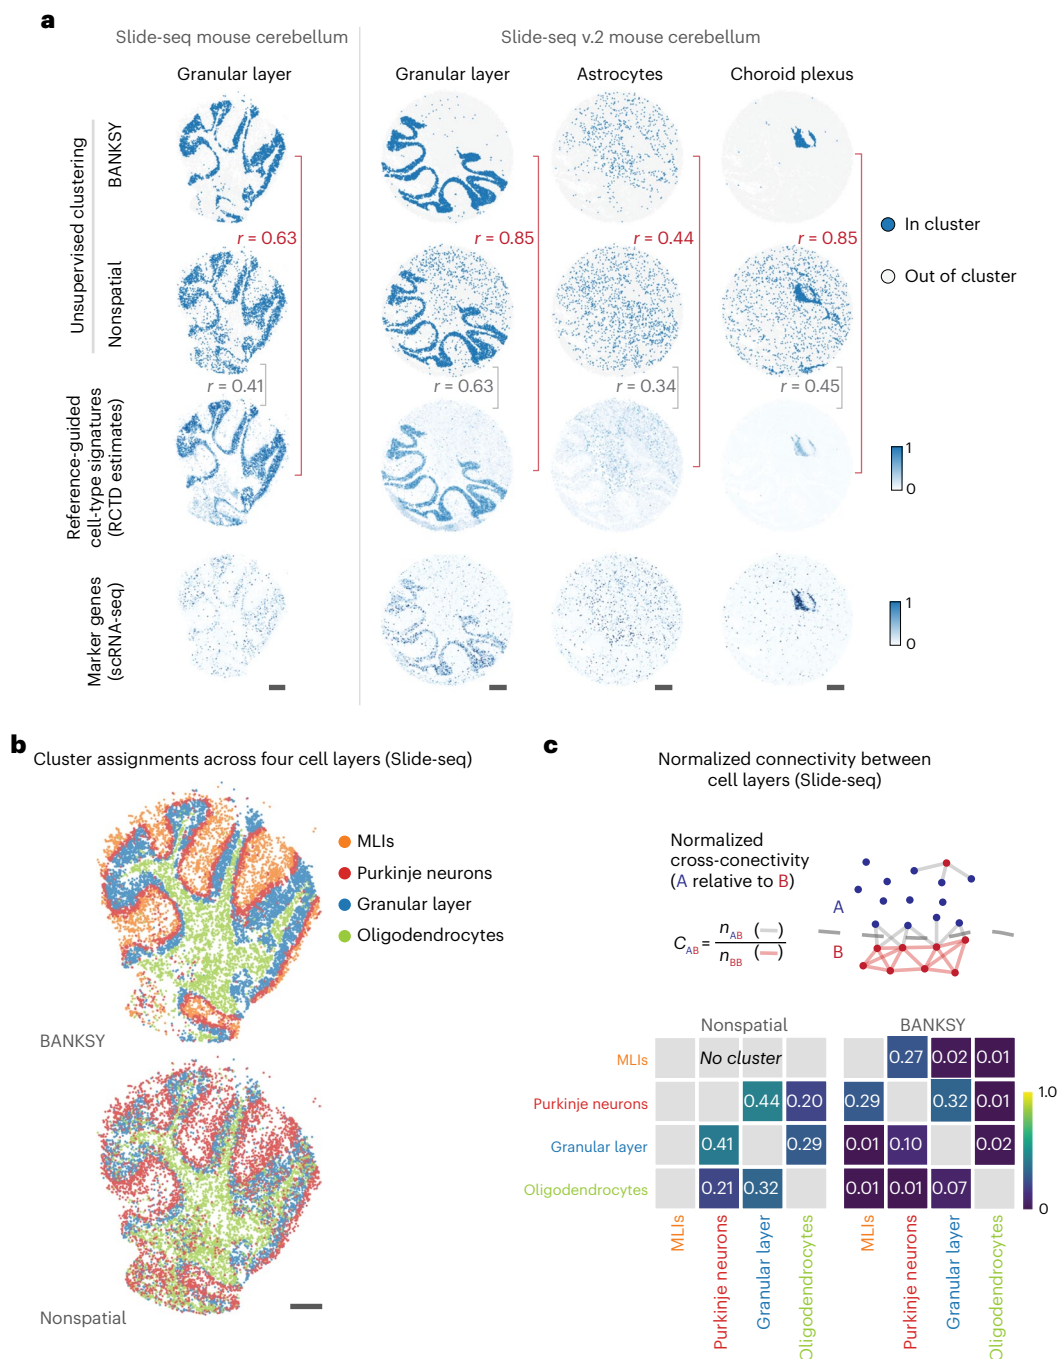 a
Slide-seq mouse cerebellum
Slide-seq v.2 mouse cerebellum
Granular layer
Granular layer
Astrocytes
Choroid plexus
Unsupervised clustering
BANKSY
Nonspatial
r = 0.63
r = 0.85
r = 0.44
r = 0.85
In cluster
Out of cluster
r = 0.41
r = 0.63
r = 0.34
r = 0.45
Reference-guided
cell-type signatures
(RCTD estimates)
1
0
Marker genes
(scRNA-seq)
1
0
b
Cluster assignments across four cell layers (Slide-seq)
MLIs
Purkinje neurons
Granular layer
Oligodendrocytes
BANKSY
Nonspatial
c
Normalized connectivity between
cell layers (Slide-seq)
Normalized
cross-conectivity
(A relative to B)
A
B
C_AB = n_AB ( ) / n_BB ( )
Nonspatial
BANKSY
MLIs
No cluster
0.27 0.02 0.01
Purkinje neurons
0.44 0.20
0.29 0.32 0.01
Granular layer
0.41 0.29
0.01 0.10 0.02
Oligodendrocytes
0.21 0.32
0.01 0.01 0.07
1.0
0
MLIs
Purkinje neurons
Granular layer
Oligodendrocytes
MLIs
Purkinje neurons
Granular layer
Oligodendrocytes